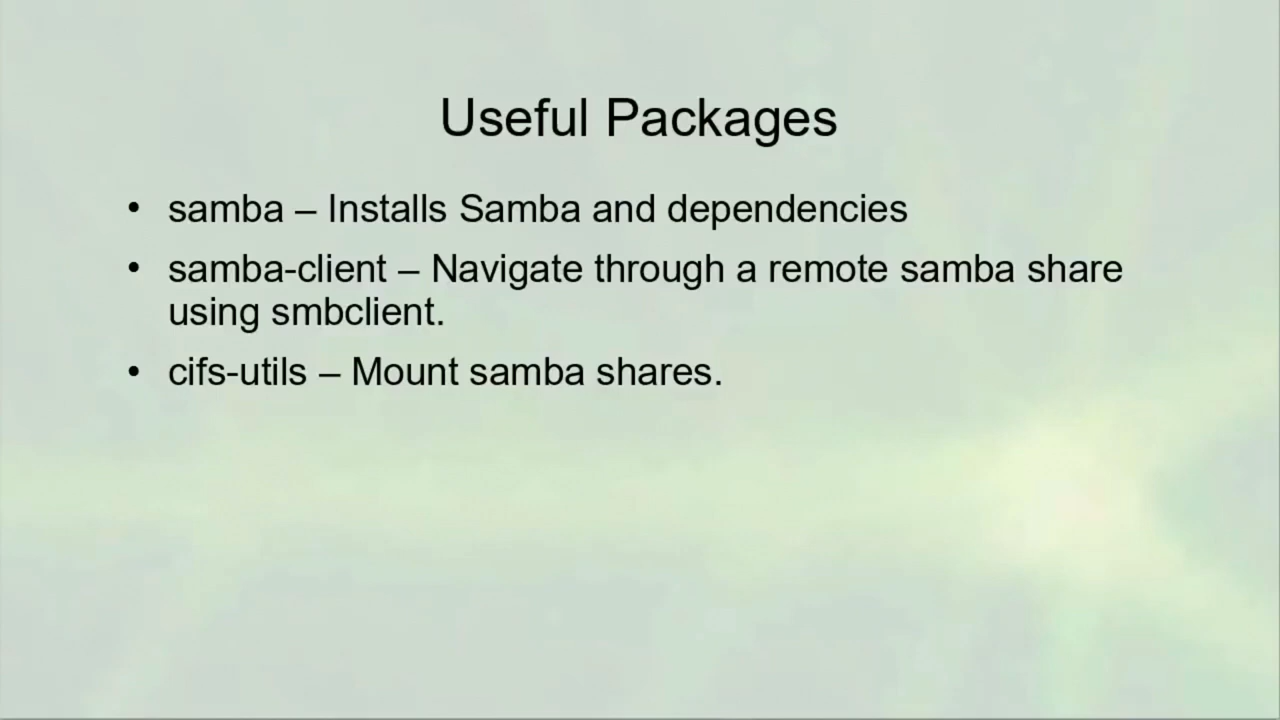 Useful Packages
• samba – Installs Samba and dependencies
• samba-client – Navigate through a remote samba share
using smbclient.
• cifs-utils – Mount samba shares.